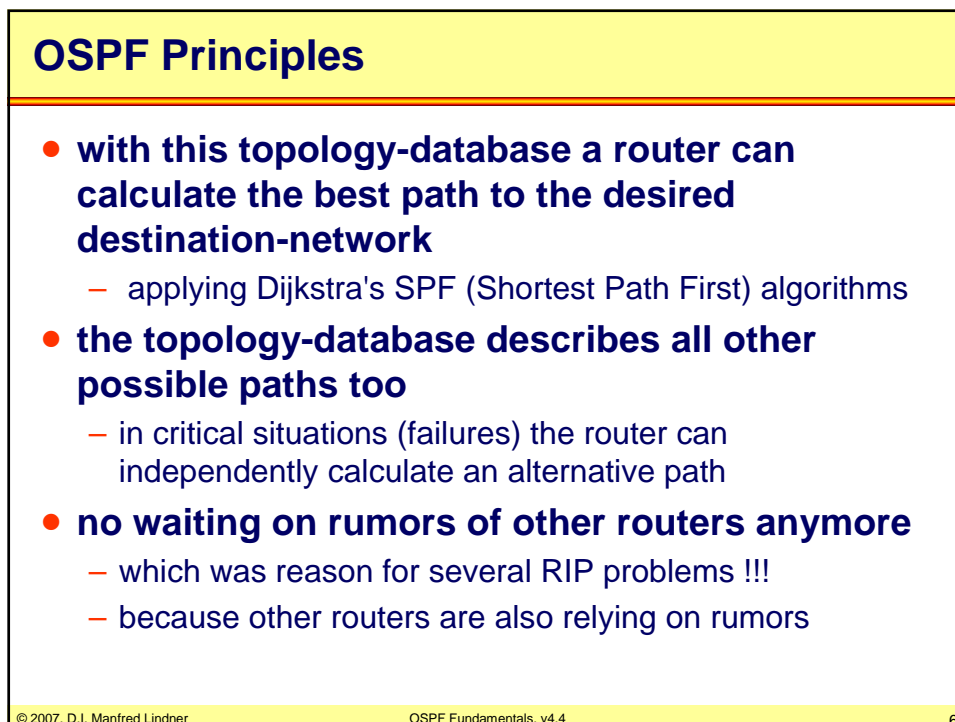 OSPF Principles
• with this topology-database a router can
calculate the best path to the desired
destination-network
– applying Dijkstra's SPF (Shortest Path First) algorithms
• the topology-database describes all other
possible paths too
– in critical situations (failures) the router can
independently calculate an alternative path
• no waiting on rumors of other routers anymore
– which was reason for several RIP problems !!!
– because other routers are also relying on rumors
© 2007, D.I. Manfred Lindner
OSPF Fundamentals, v4.4
6